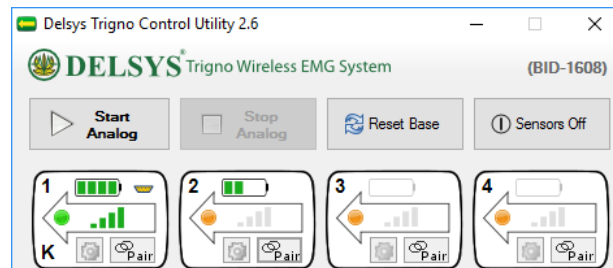 Delsys Trigno Control Utility 2.6
DELSYS® Trigno Wireless EMG System (BID-1608)
Start Analog Stop Analog Reset Base Sensors Off
1 2 3 4
K Pair Pair Pair Pair